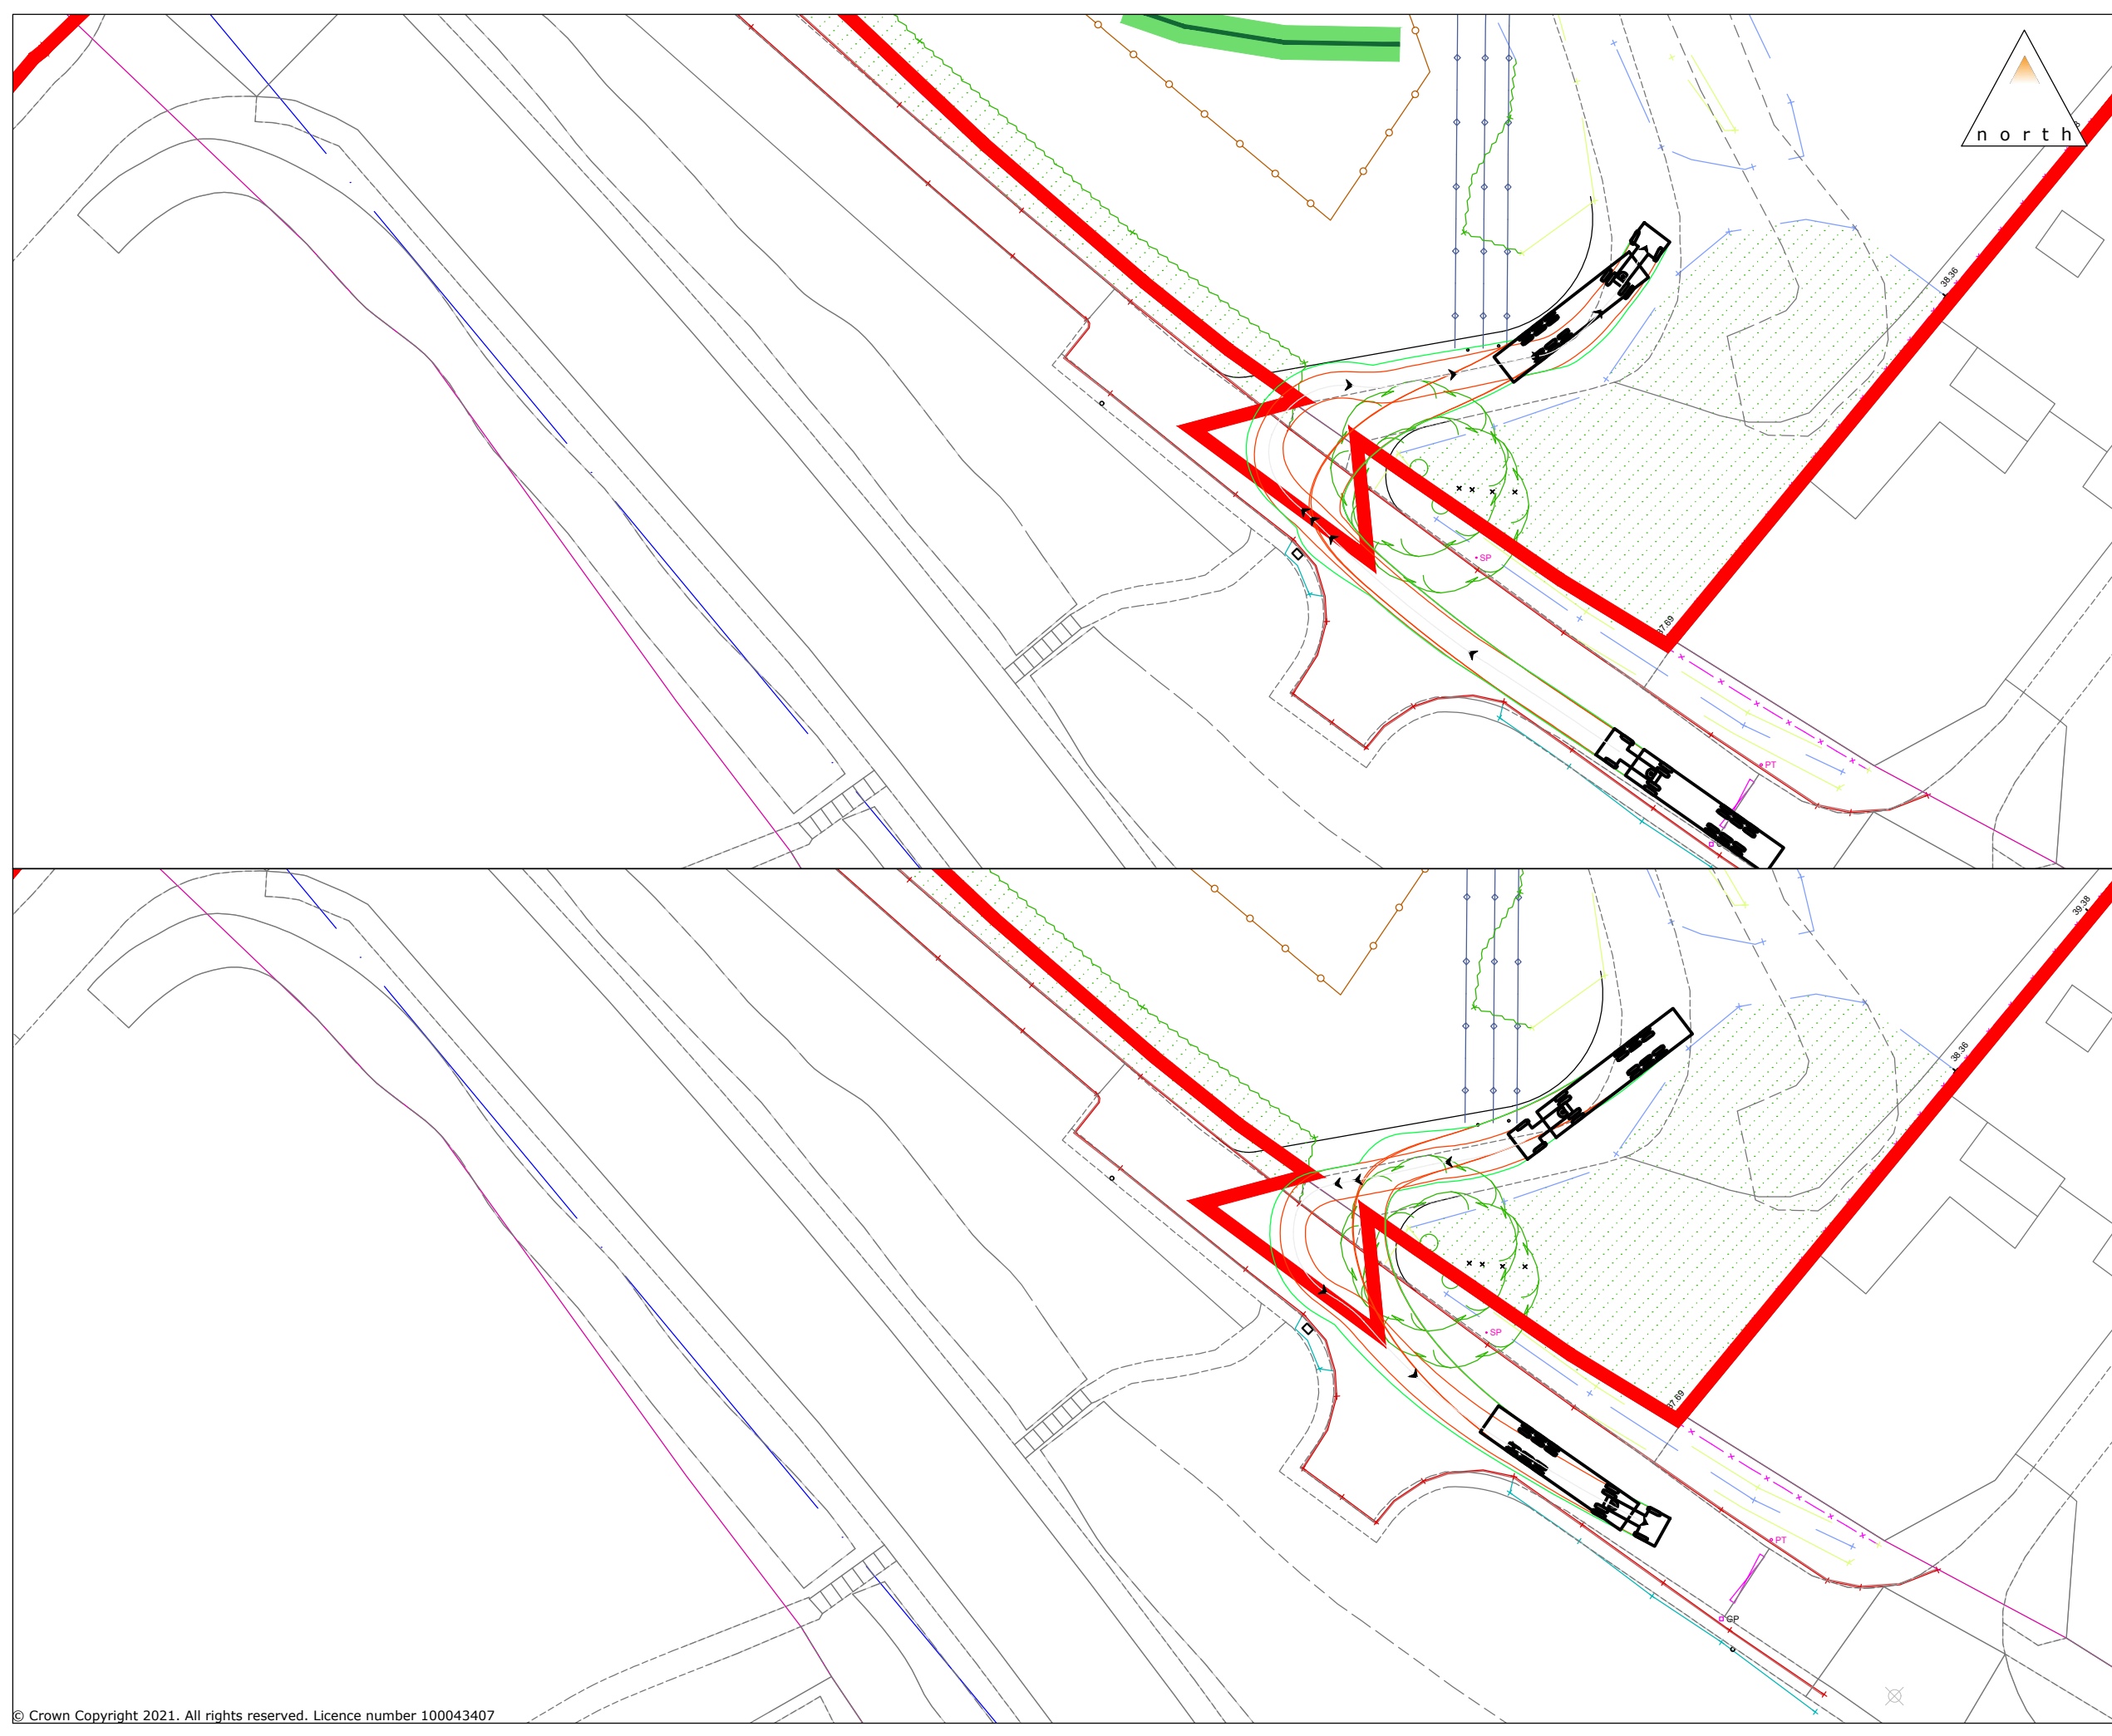 north
38.36
37.69
SP
PT
39.38
38.36
37.69
SP
PT
GP
© Crown Copyright 2021. All rights reserved. Licence number 100043407